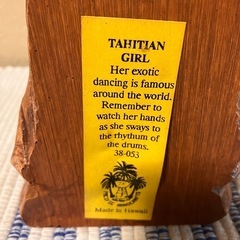 TAHITIAN
GIRL
Her exotic
dancing is famous
around the world.
Remember to
watch her hands
as she sways to
the rhythum of
the drums.
38-053
Made in Hawaii